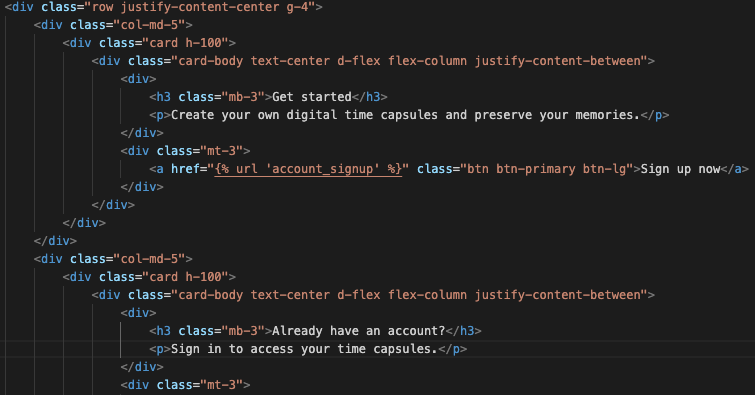 <div class="row justify-content-center g-4">
<div class="col-md-5">
<div class="card h-100">
<div class="card-body text-center d-flex flex-column justify-content-between">
<div>
<h3 class="mb-3">Get started</h3>
<p>Create your own digital time capsules and preserve your memories.</p>
</div>
<div class="mt-3">
<a href="{% url 'account_signup' %}" class="btn btn-primary btn-lg">Sign up now</a>
</div>
</div>
</div>
</div>
<div class="col-md-5">
<div class="card h-100">
<div class="card-body text-center d-flex flex-column justify-content-between">
<div>
<h3 class="mb-3">Already have an account?</h3>
<p>Sign in to access your time capsules.</p>
</div>
<div class="mt-3">